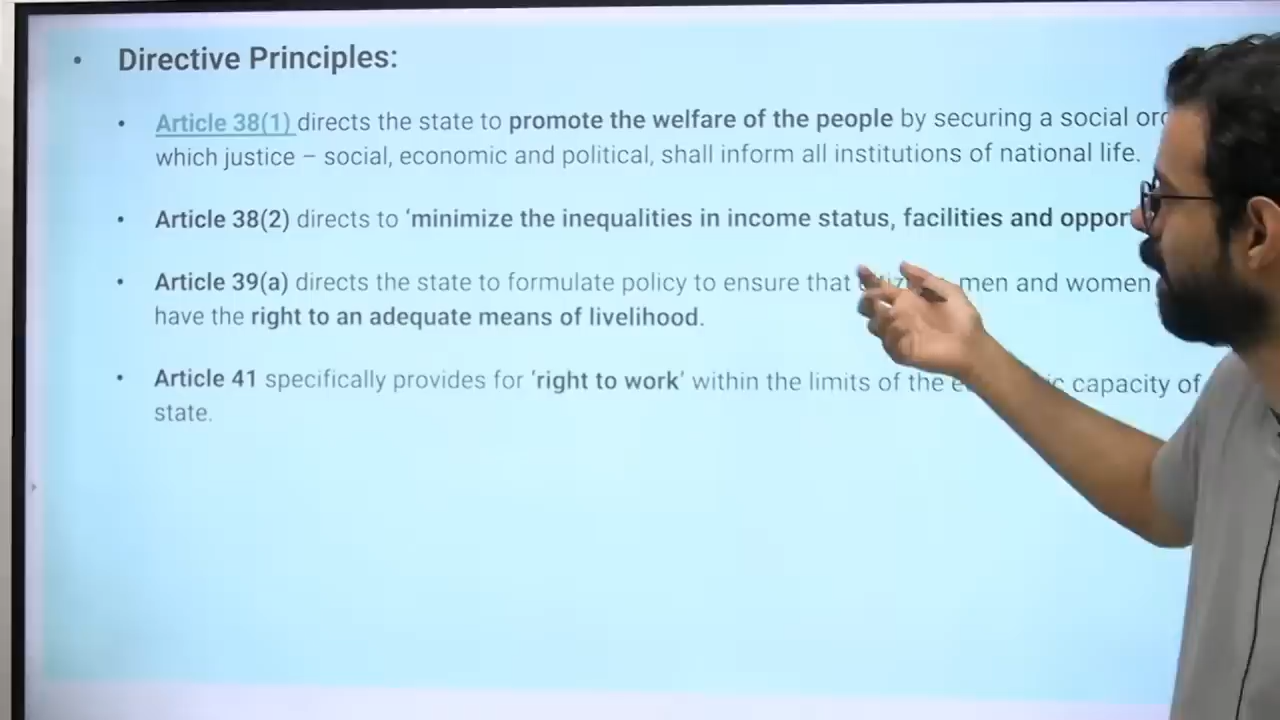 Directive Principles:
Article 38(1) directs the state to promote the welfare of the people by securing a social
which justice – social, economic and political, shall inform all institutions of national life.
Article 38(2) directs to ‘minimize the inequalities in income status, facilities and
Article 39(a) directs the state to formulate policy to ensure that men and women
have the right to an adequate means of livelihood.
Article 41 specifically provides for ‘right to work’ within the limits of the capacity of
state.